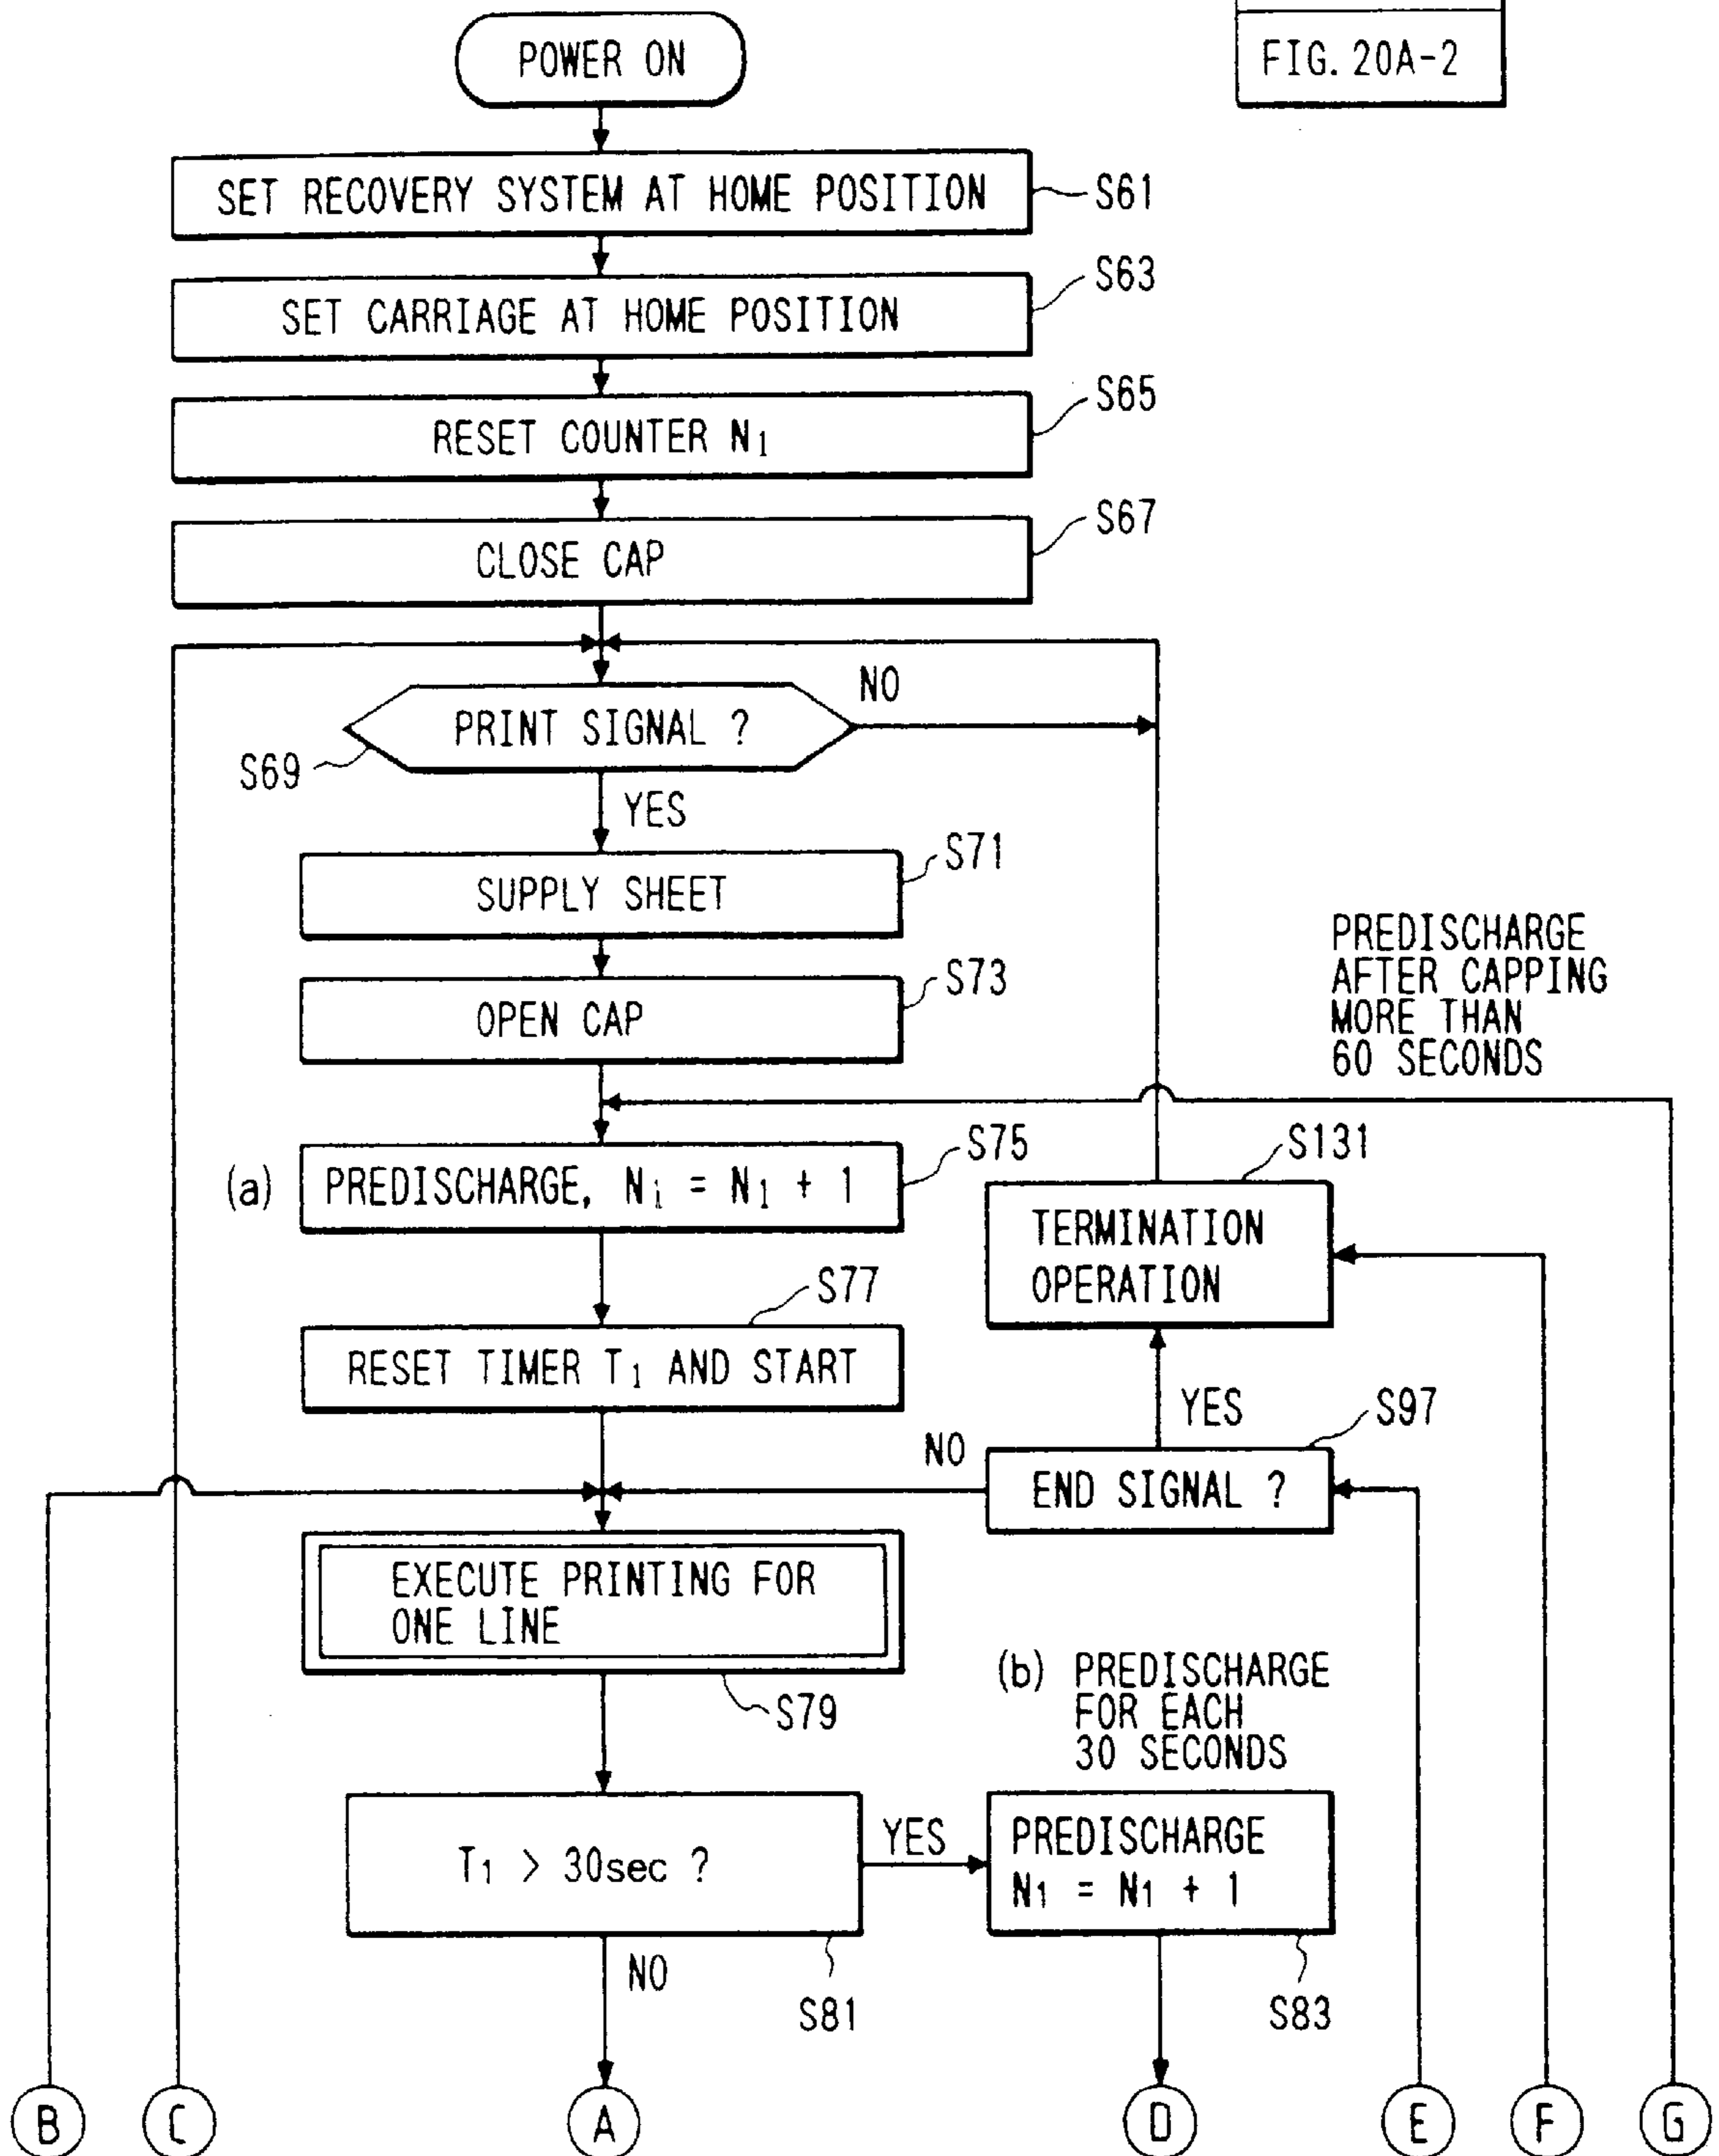 FIG. 20A-2
POWER ON
SET RECOVERY SYSTEM AT HOME POSITION
S61
SET CARRIAGE AT HOME POSITION
S63
RESET COUNTER N1
S65
CLOSE CAP
S67
PRINT SIGNAL ?
NO
S69
YES
SUPPLY SHEET
S71
OPEN CAP
S73
PREDISCHARGE
AFTER CAPPING
MORE THAN
60 SECONDS
(a)
PREDISCHARGE, Ni = N1 + 1
S75
S131
TERMINATION
OPERATION
RESET TIMER T1 AND START
S77
YES
S97
NO
END SIGNAL ?
EXECUTE PRINTING FOR
ONE LINE
S79
(b) PREDISCHARGE
FOR EACH
30 SECONDS
T1 > 30sec ?
YES
PREDISCHARGE
N1 = N1 + 1
NO
S81
S83
B
C
A
D
E
F
G